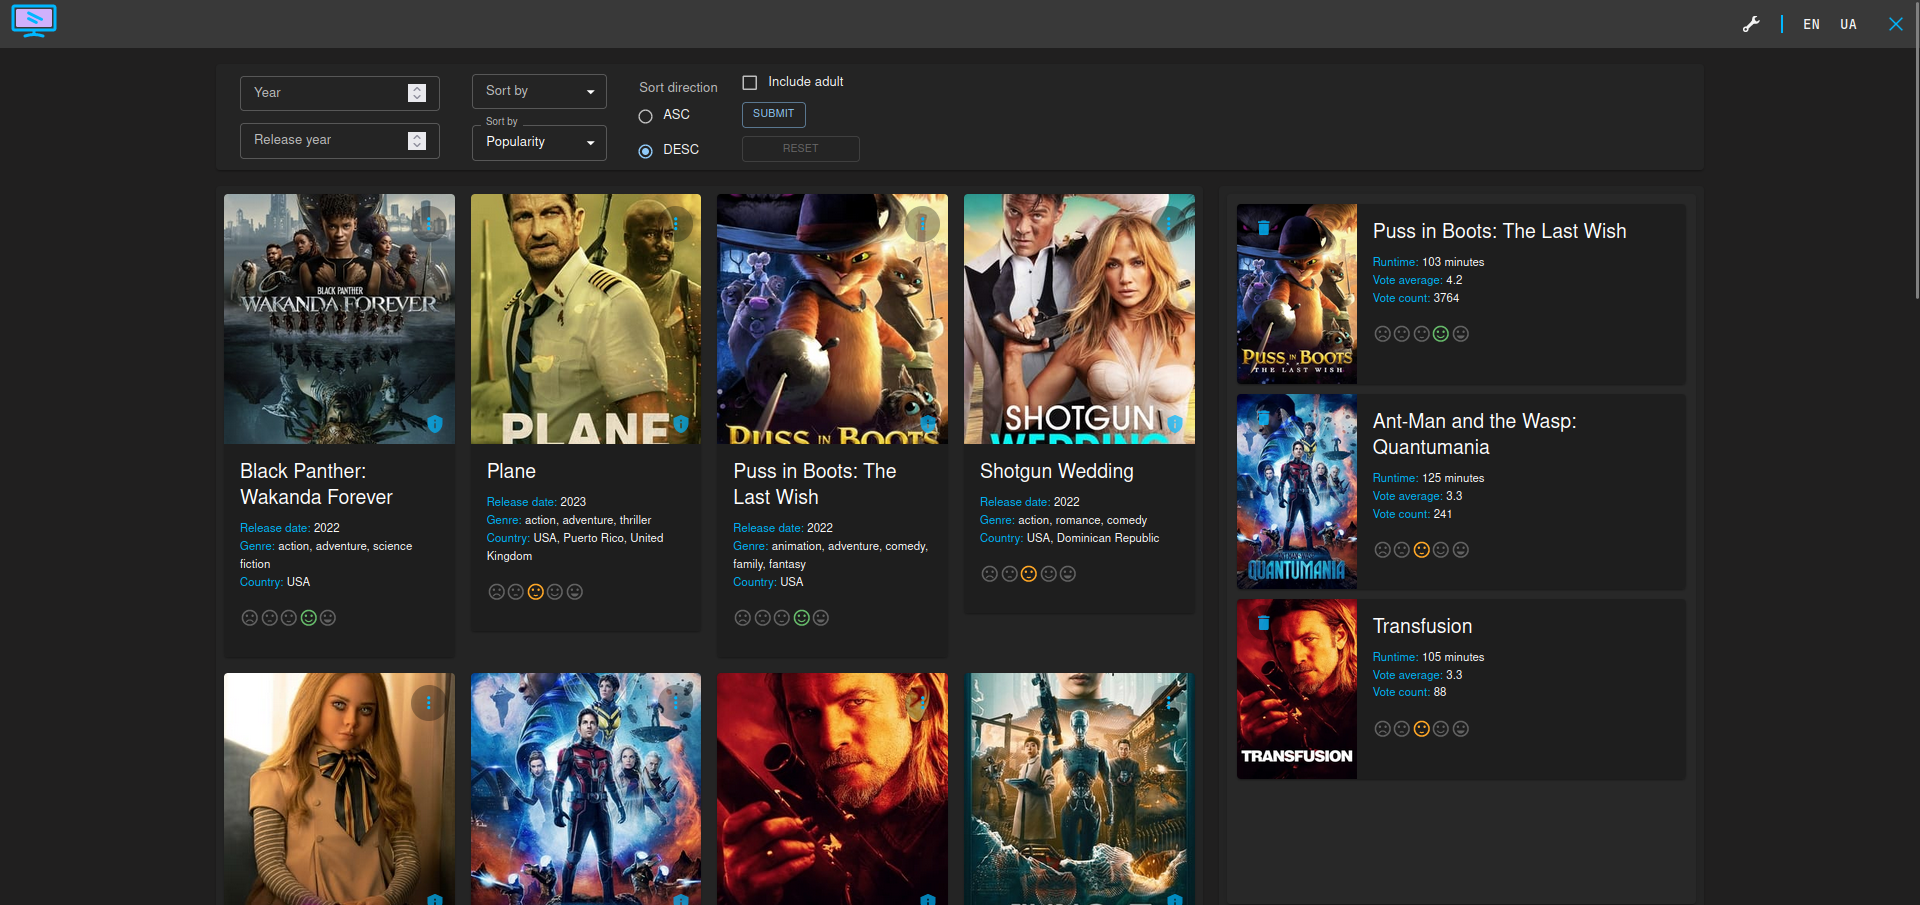 EN UA
Year
Release year
Sort by
Sort by
Popularity
Sort direction
ASC
DESC
Include adult
SUBMIT
RESET
BLACK PANTHER
WAKANDA FOREVER
Black Panther:
Wakanda Forever
Release date: 2022
Genre: action, adventure, science
fiction
Country: USA
PLANE
Plane
Release date: 2023
Genre: action, adventure, thriller
Country: USA, Puerto Rico, United
Kingdom
PUSS IN BOOTS
Puss in Boots: The
Last Wish
Release date: 2022
Genre: animation, adventure, comedy,
family, fantasy
Country: USA
SHOTGUN
WEDDING
Shotgun Wedding
Release date: 2022
Genre: action, romance, comedy
Country: USA, Dominican Republic
PUSS IN BOOTS
THE LAST WISH
Puss in Boots: The Last Wish
Runtime: 103 minutes
Vote average: 4.2
Vote count: 3764
QUANTUMANIA
Ant-Man and the Wasp:
Quantumania
Runtime: 125 minutes
Vote average: 3.3
Vote count: 241
TRANSFUSION
Transfusion
Runtime: 105 minutes
Vote average: 3.3
Vote count: 88